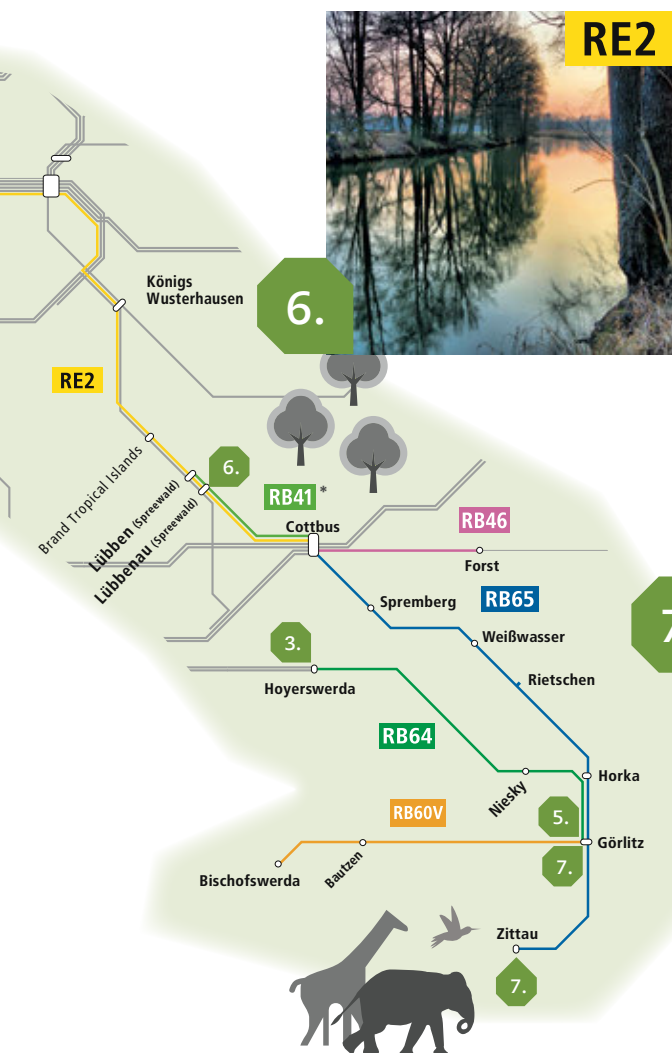 RE2
Königs
Wusterhausen
6.
RE2
Brand Tropical Islands
6.
Lübben (Spreewald)
Lübbenau (Spreewald)
RB41 *
Cottbus
RB46
Forst
Spremberg
RB65
7
Weißwasser
3.
Hoyerswerda
Rietschen
RB64
Horka
Niesky
RB60V
5.
Görlitz
Bischofswerda
Bautzen
7.
Zittau
7.